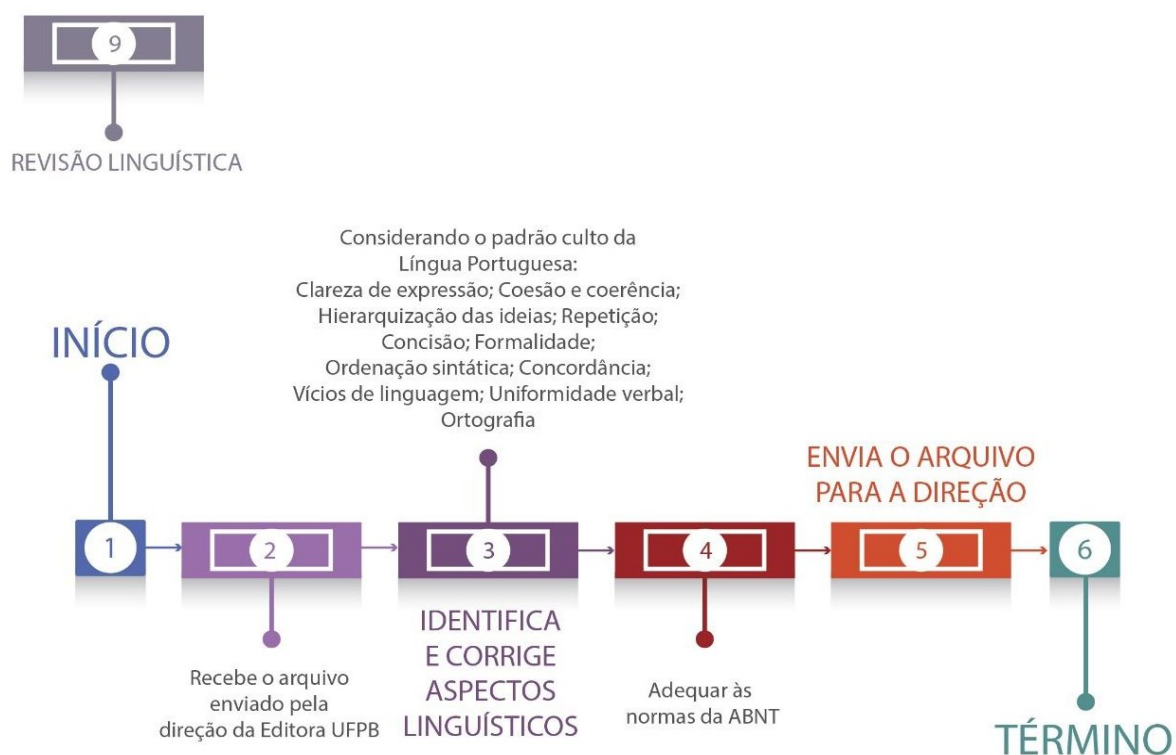 9
REVISÃO LINGUÍSTICA
Considerando o padrão culto da
Língua Portuguesa:
Clareza de expressão; Coesão e coerência;
Hierarquização das ideias; Repetição;
Concisão; Formalidade;
Ordenação sintática; Concordância;
Vícios de linguagem; Uniformidade verbal;
Ortografia
INÍCIO
ENVIA O ARQUIVO
PARA A DIREÇÃO
1
2
3
4
5
6
IDENTIFICA
E CORRIGE
ASPECTOS
LINGUÍSTICOS
Recebe o arquivo
enviado pela
direção da Editora UFPB
Adequar às
normas da ABNT
TÉRMINO